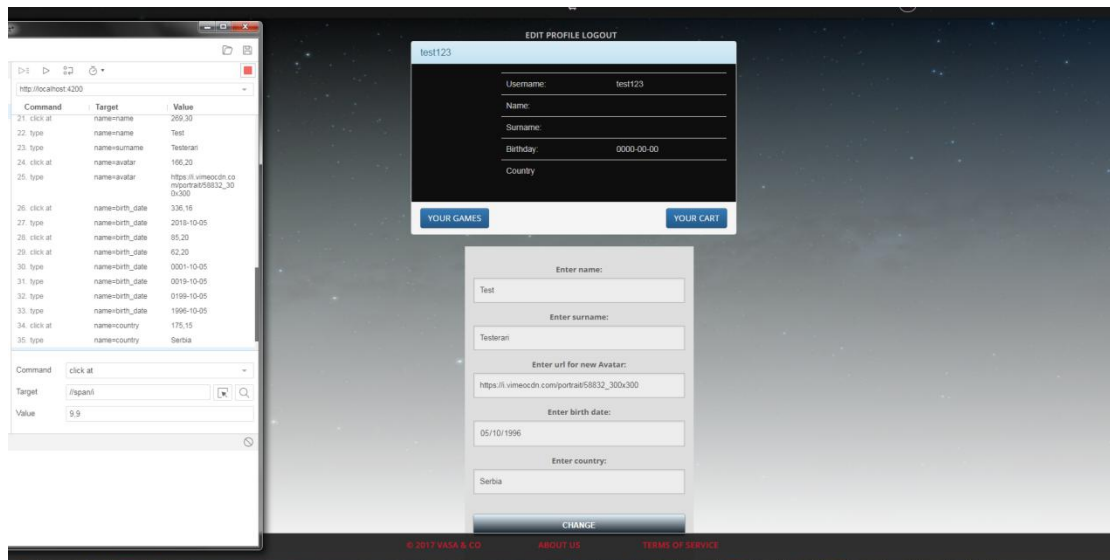 http://localhost:4200
Command Target Value
21. click at name=name 269,30
22. type name=name Test
23. type name=surname Testerari
24. click at name=avatar 166,20
25. type name=avatar https://i.vimeocdn.co
m/portrait/58832_30
0x300
26. click at name=birth_date 336,16
27. type name=birth_date 2018-10-05
28. click at name=birth_date 85,20
29. click at name=birth_date 62,20
30. type name=birth_date 0001-10-05
31. type name=birth_date 0019-10-05
32. type name=birth_date 0199-10-05
33. type name=birth_date 1996-10-05
34. click at name=country 175,15
35. type name=country Serbia
Command click at
Target //span/i
Value 9,9
EDIT PROFILE LOGOUT
test123
Username: test123
Name:
Surname:
Birthday: 0000-00-00
Country
YOUR GAMES YOUR CART
Enter name:
Test
Enter surname:
Testerari
Enter url for new Avatar:
https://i.vimeocdn.com/portrait/58832_300x300
Enter birth date:
05/10/1996
Enter country:
Serbia
CHANGE
© 2017 VASA & CO ABOUT US TERMS OF SERVICE